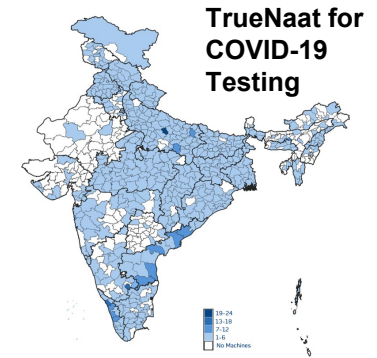 TrueNaat for
COVID-19
Testing
19-24
13-18
7-12
1-6
No Machines